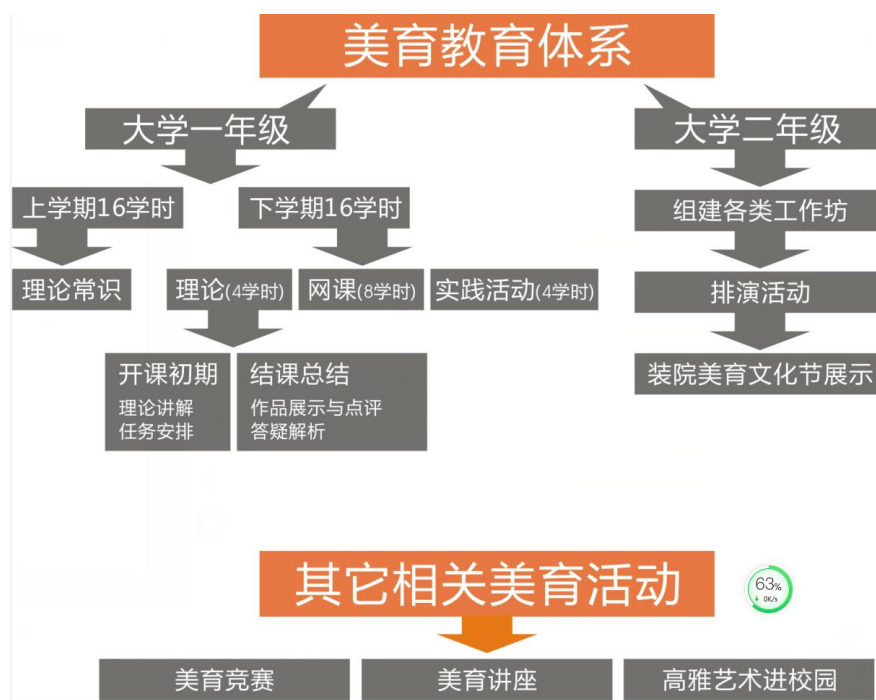 美育教育体系
大学一年级
大学二年级
上学期16学时
下学期16学时
组建各类工作坊
理论常识
理论(4学时)
网课(8学时)
实践活动(4学时)
排演活动
开课初期
理论讲解
任务安排
结课总结
作品展示与点评
答疑解析
装院美育文化节展示
其它相关美育活动
63%
0K/s
美育竞赛
美育讲座
高雅艺术进校园